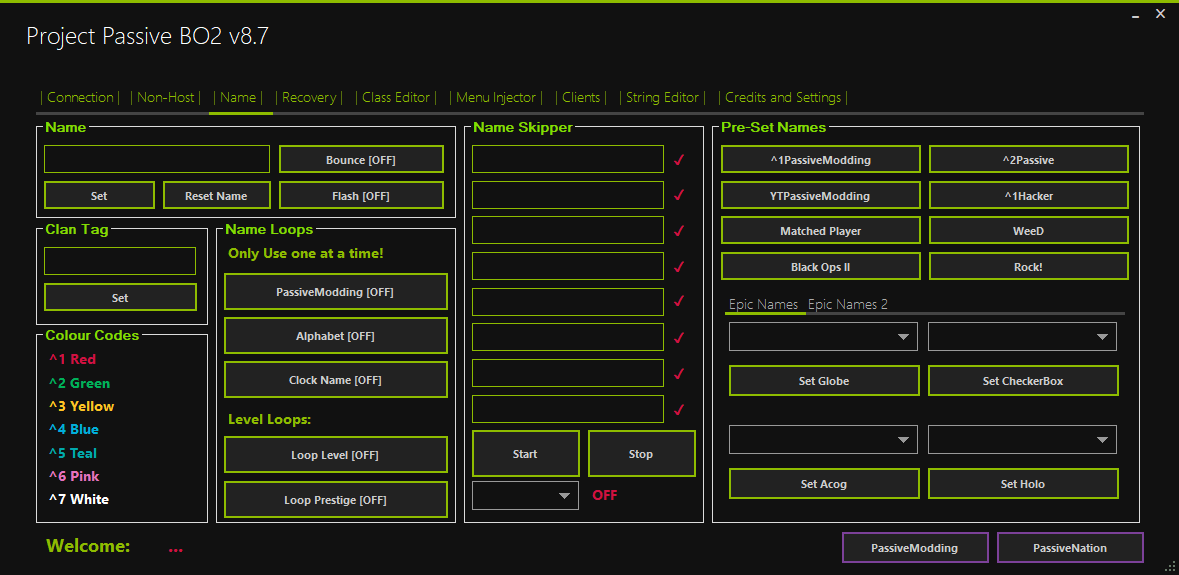 Project Passive BO2 v8.7
| Connection | | Non-Host | | Name | | Recovery | | Class Editor | | Menu Injector | | Clients | | String Editor | | Credits and Settings |
Name
Bounce [OFF]
Set Reset Name Flash [OFF]
Clan Tag
Set
Colour Codes
^1 Red
^2 Green
^3 Yellow
^4 Blue
^5 Teal
^6 Pink
^7 White
Name Loops
Only Use one at a time!
PassiveModding [OFF]
Alphabet [OFF]
Clock Name [OFF]
Level Loops:
Loop Level [OFF]
Loop Prestige [OFF]
Name Skipper
✓
✓
✓
✓
✓
✓
✓
✓
Start Stop
OFF
Pre-Set Names
^1PassiveModding ^2Passive
YTPassiveModding ^1Hacker
Matched Player WeeD
Black Ops II Rock!
Epic Names Epic Names 2
Set Globe Set CheckerBox
Set Acog Set Holo
Welcome: ...
PassiveModding PassiveNation